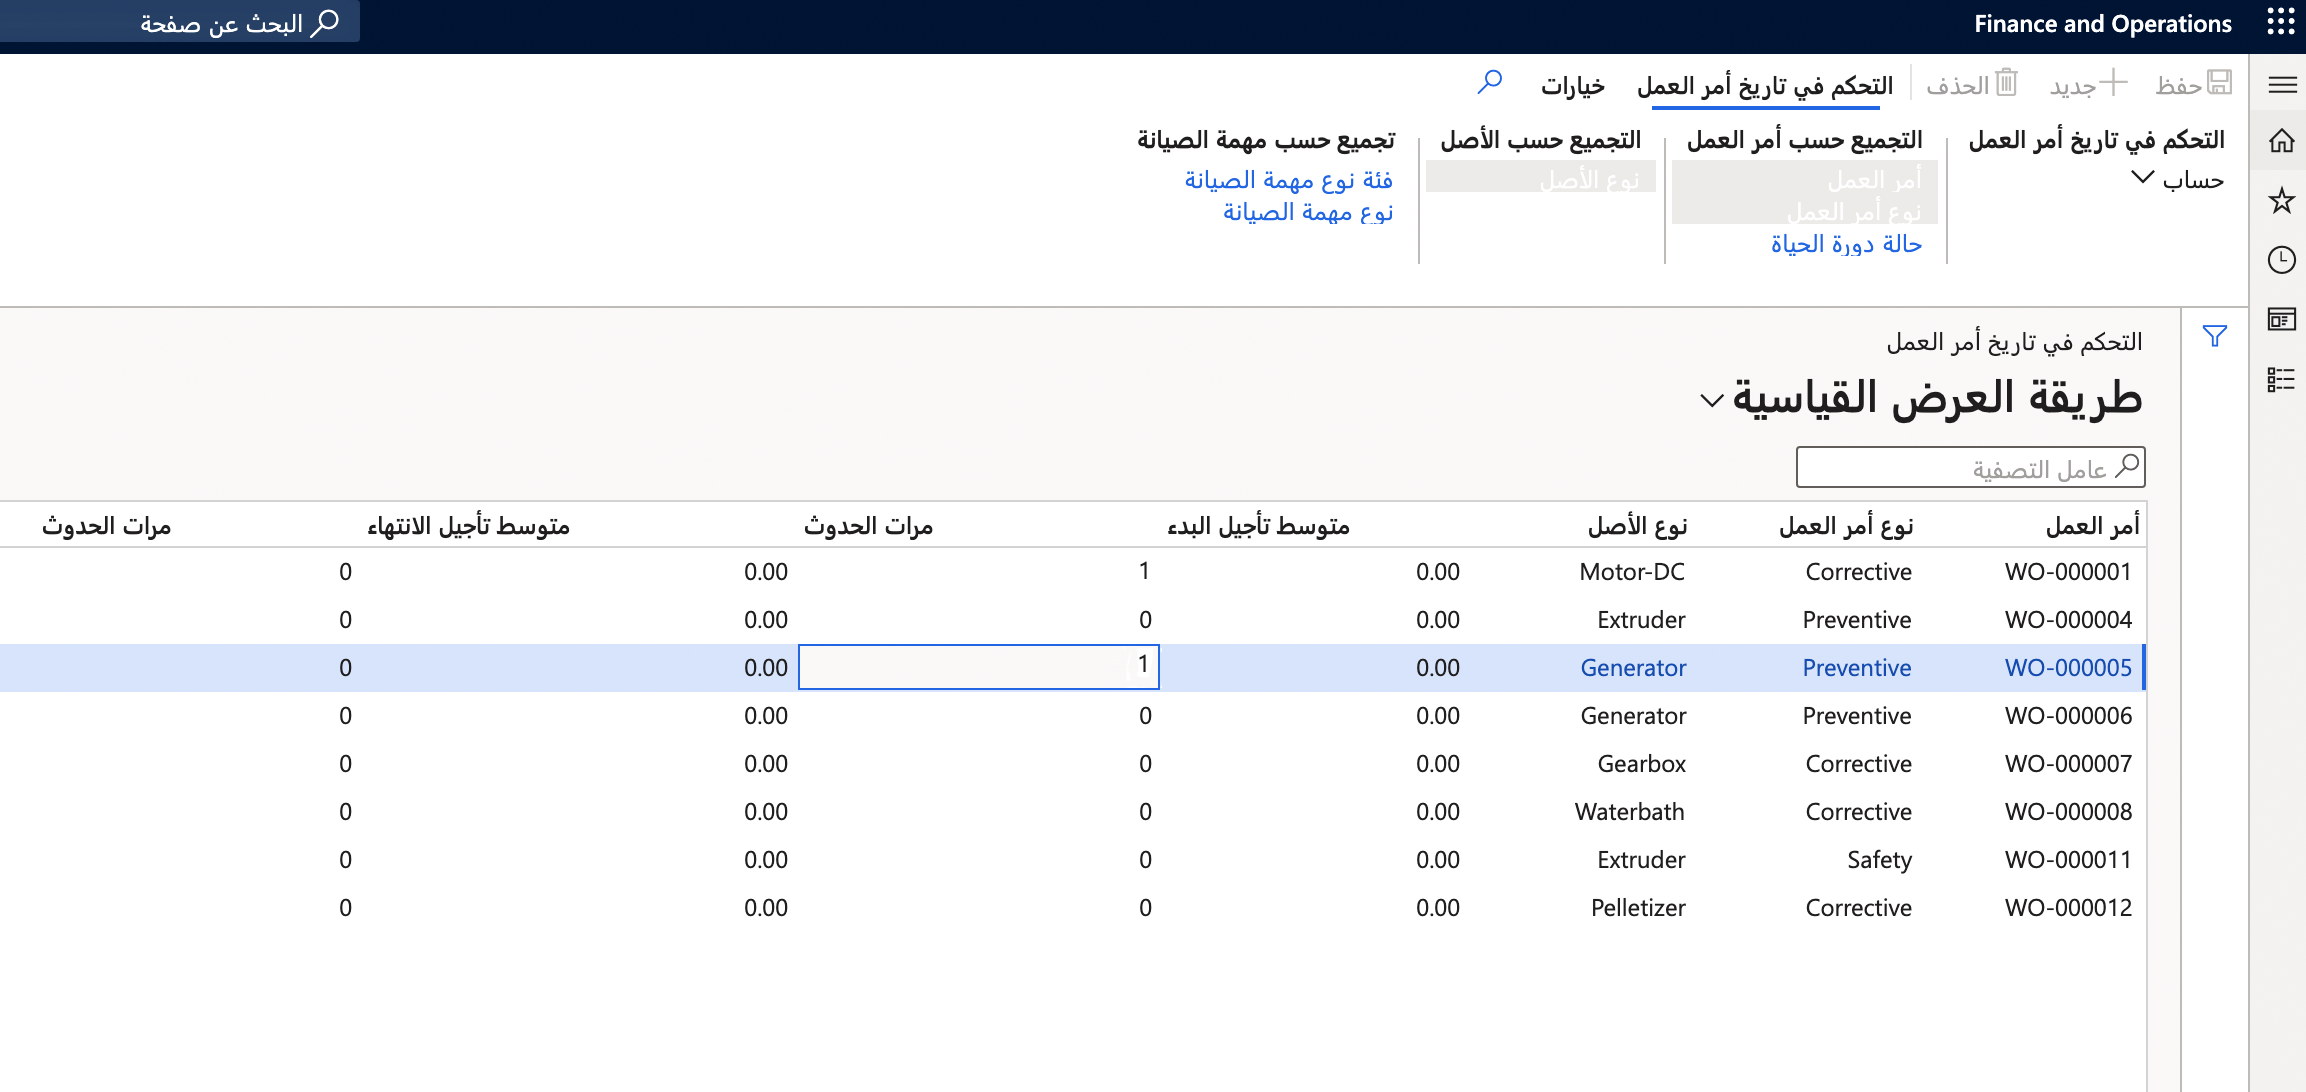 Finance and Operations
البحث عن صفحة
حفظ
جديد
الحذف
التحكم في تاريخ أمر العمل
خيارات
التحكم في تاريخ أمر العمل
حساب
التجميع حسب أمر العمل
أمر العمل
نوع أمر العمل
حالة دورة الحياة
التجميع حسب الأصل
نوع الأصل
تجميع حسب مهمة الصيانة
فئة نوع مهمة الصيانة
نوع مهمة الصيانة
التحكم في تاريخ أمر العمل
طريقة العرض القياسية
عامل التصفية
أمر العمل نوع أمر العمل نوع الأصل متوسط تأجيل البدء مرات الحدوث متوسط تأجيل الانتهاء مرات الحدوث
WO-000001 Corrective Motor-DC 0.00 1 0.00 0
WO-000004 Preventive Extruder 0.00 0 0.00 0
WO-000005 Preventive Generator 0.00 1 0.00 0
WO-000006 Preventive Generator 0.00 0 0.00 0
WO-000007 Corrective Gearbox 0.00 0 0.00 0
WO-000008 Corrective Waterbath 0.00 0 0.00 0
WO-000011 Safety Extruder 0.00 0 0.00 0
WO-000012 Corrective Pelletizer 0.00 0 0.00 0